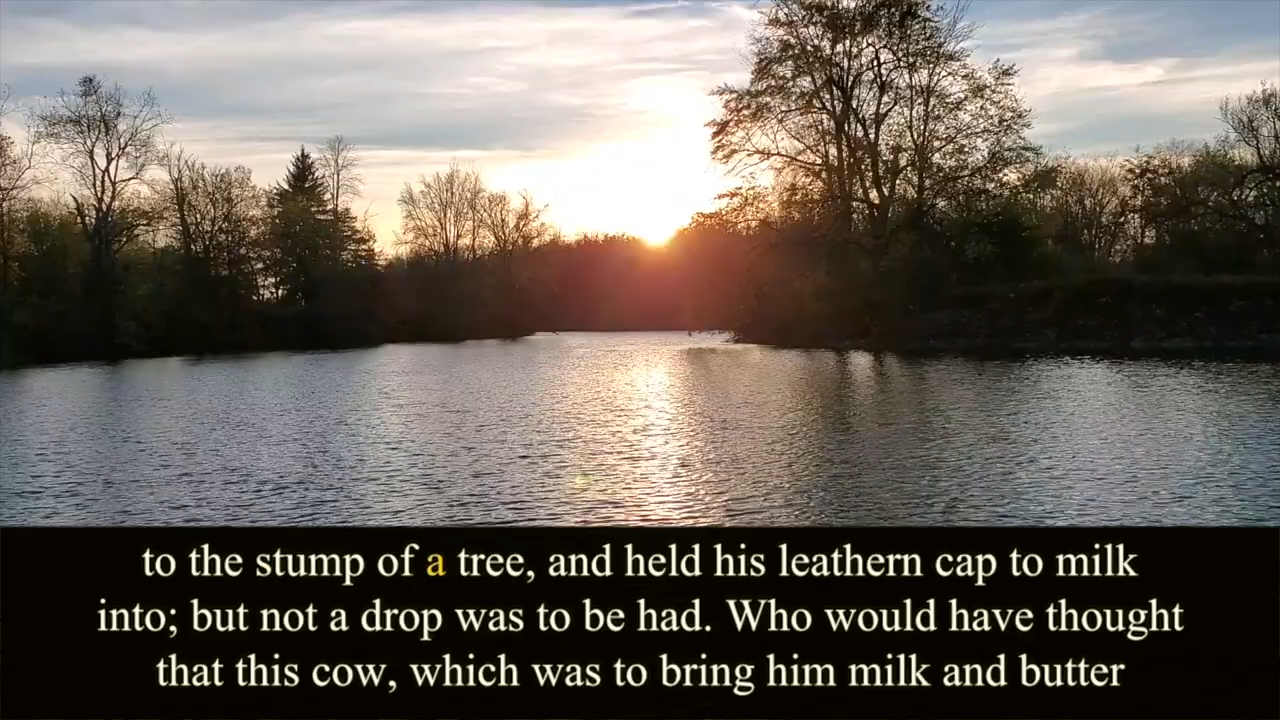 to the stump of a tree, and held his leathern cap to milk
into; but not a drop was to be had. Who would have thought
that this cow, which was to bring him milk and butter